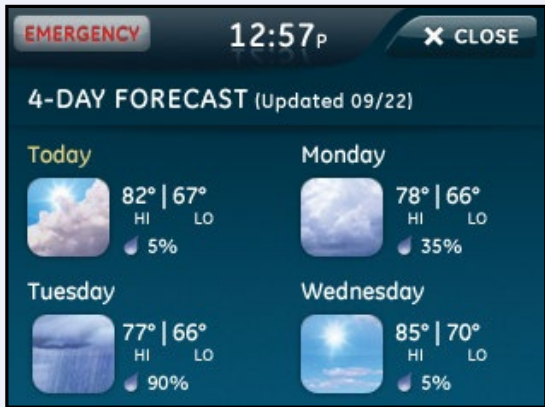 EMERGENCY 12:57P X CLOSE
4-DAY FORECAST (Updated 09/22)
Today
82° | 67°
HI LO
5%
Monday
78° | 66°
HI LO
35%
Tuesday
77° | 66°
HI LO
90%
Wednesday
85° | 70°
HI LO
5%